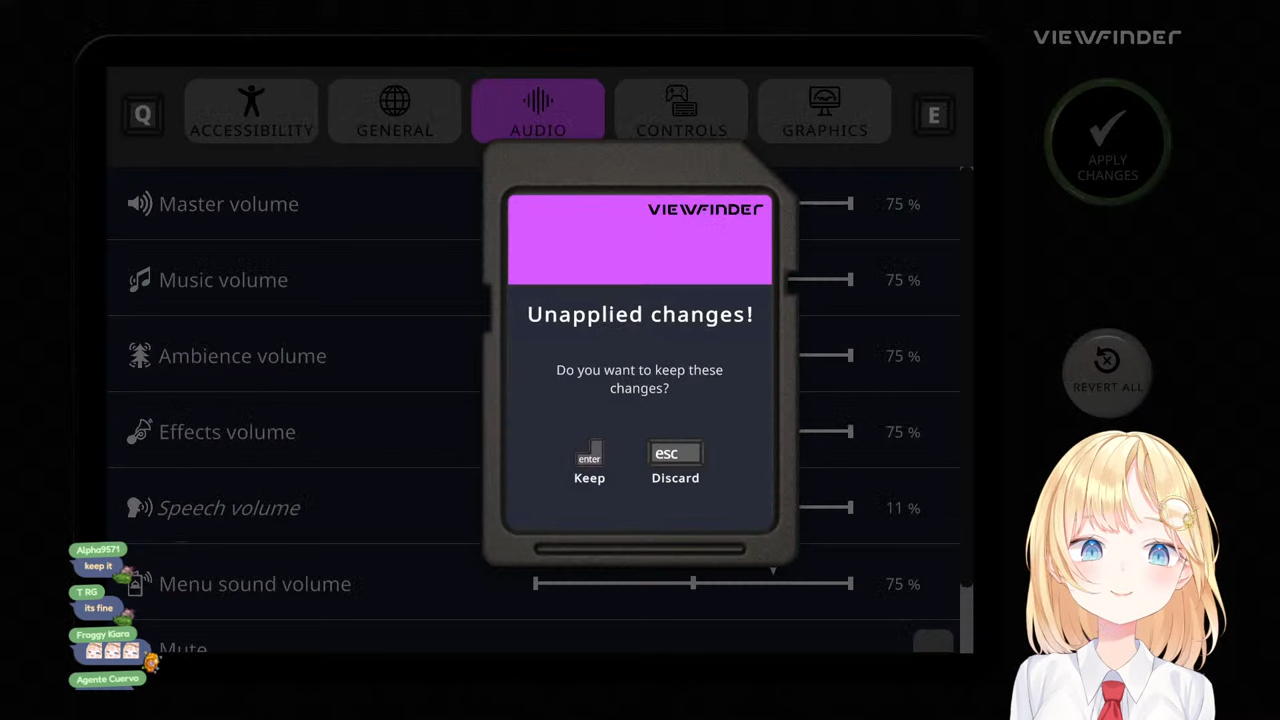 VIEWFINDER
Q
ACCESSIBILITY
GENERAL
AUDIO
CONTROLS
GRAPHICS
E
APPLY
CHANGES
Master volume
75 %
Music volume
75 %
Ambience volume
75 %
Effects volume
75 %
Speech volume
11 %
Menu sound volume
75 %
Mute
REVERT ALL
VIEWFINDER
Unapplied changes!
Do you want to keep these
changes?
enter
Keep
esc
Discard
Alpha9571
keep it
T RG
its fine
Froggy Kiara
Agente Cuervo